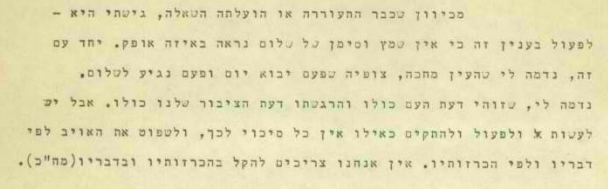 מכיוון שכבר התעוררה או הועלתה השאלה, גישתי היא –
לפעול בענין זה כי אין שמץ וסימן של שלום נראה באיזה אופק. יחד עם
זה, נדמה לי שהעין מחכה, צופיה שפעם יבוא יום ופעם נגיע לשלום.
נדמה לי, שזוהי דעת העם כולו והרגשתו דעת הציבור שלנו כולו. אבל יש
לעשות א ולפעול ולהתקים כאילו אין כל סיכוי לכך, ולשפוט את האויב לפי
דבריו ולפי הכרזותיו. אין אנחנו צריכים להקל בהכרזותיו ובדבריו(מח"כ).